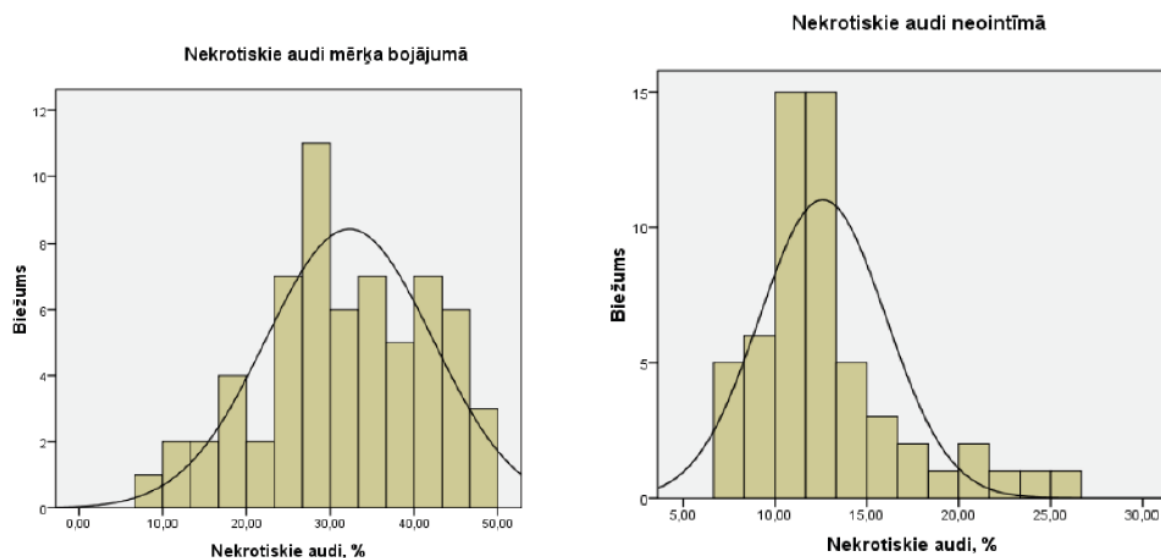 Nekrotiskie audi mērķa bojājumā
12
10
8
6
4
2
0
Biežums
0,00 10,00 20,00 30,00 40,00 50,00
Nekrotiskie audi, %
Nekrotiskie audi neointīmā
15
10
5
0
Biežums
5,00 10,00 15,00 20,00 25,00 30,00
Nekrotiskie audi, %